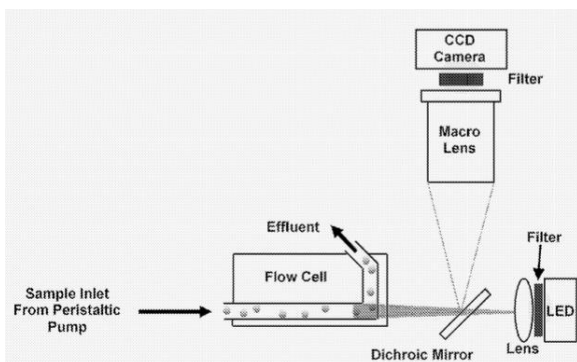 CCD
Camera
Filter
Macro
Lens
Effluent
Filter
Flow Cell
Sample Inlet
From Peristaltic
Pump
LED
Lens
Dichroic Mirror